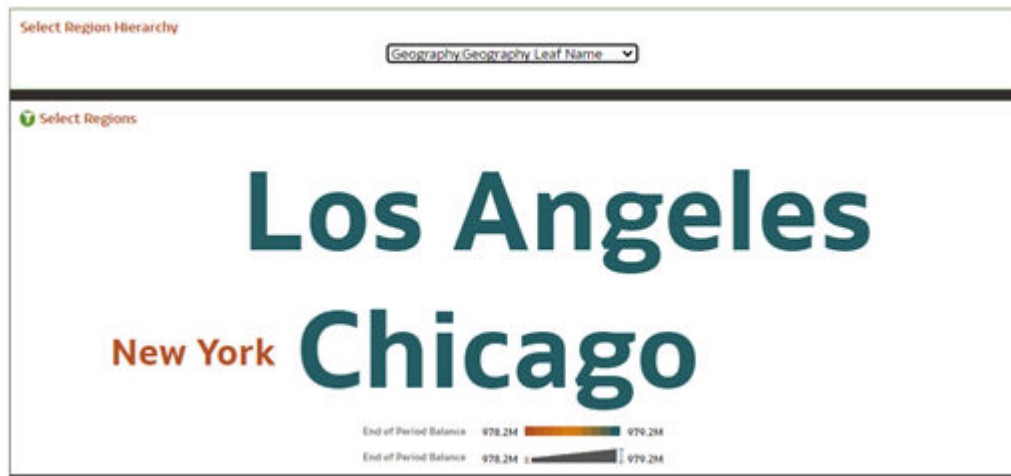 Select Region Hierarchy
Geography.Geography Leaf Name
Select Regions
Los Angeles
New York Chicago
End of Period Balance 978.2M 979.2M
End of Period Balance 978.2M 979.2M